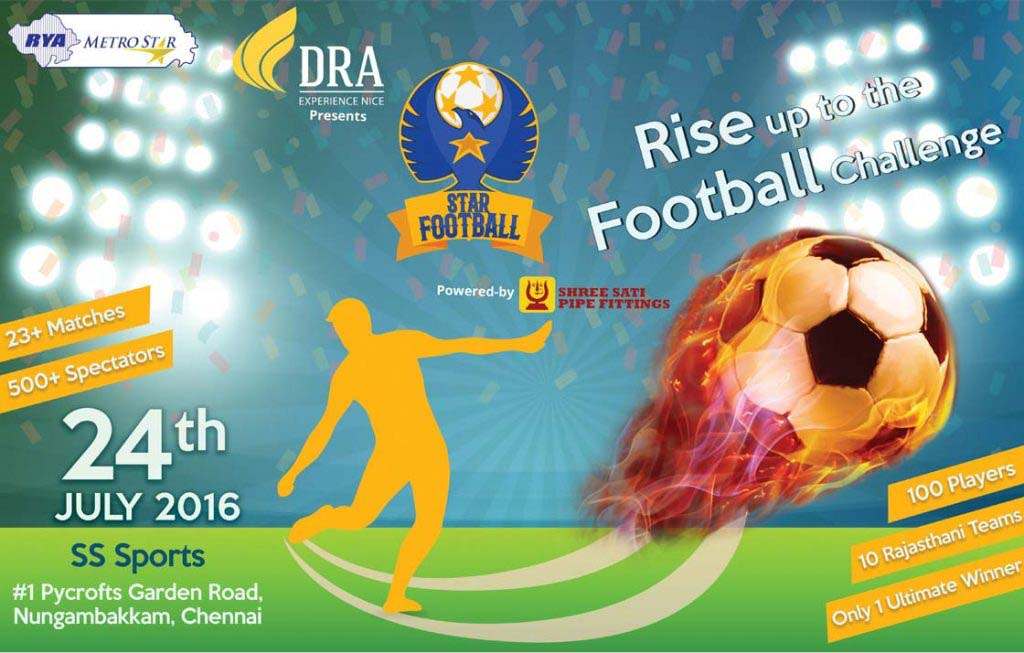 RYA METRO STAR
DRA
EXPERIENCE NICE
Presents
STAR
FOOTBALL
Rise up to the
Football Challenge
Powered-by SHREE SATI
PIPE FITTINGS
23+ Matches
500+ Spectators
24th
JULY 2016
SS Sports
#1 Pycrofts Garden Road,
Nungambakkam, Chennai
100 Players
10 Rajasthani Teams
Only 1 Ultimate Winner